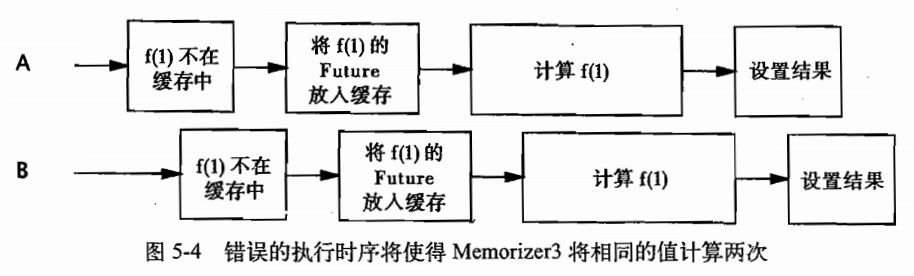 A
f(1) 不在
缓存中
将 f(1) 的
Future
放入缓存
计算 f(1)
设置结果
B
f(1) 不在
缓存中
将 f(1) 的
Future
放入缓存
计算 f(1)
设置结果
图 5-4 错误的执行时序将使得 Memorizer3 将相同的值计算两次